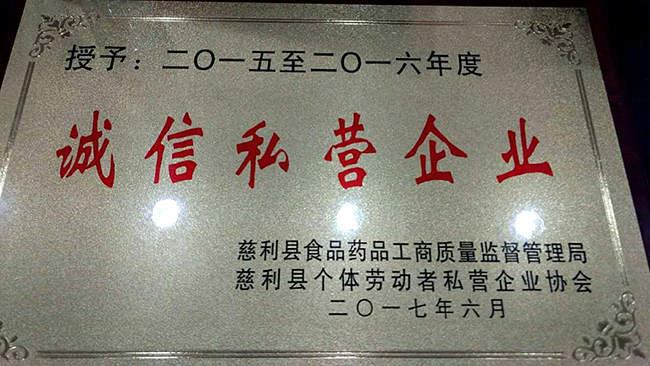 授予：二〇一五至二〇一六年度
诚信私营企业
慈利县食品药品工商质量监督管理局
慈利县个体劳动者私营企业协会
二〇一七年六月